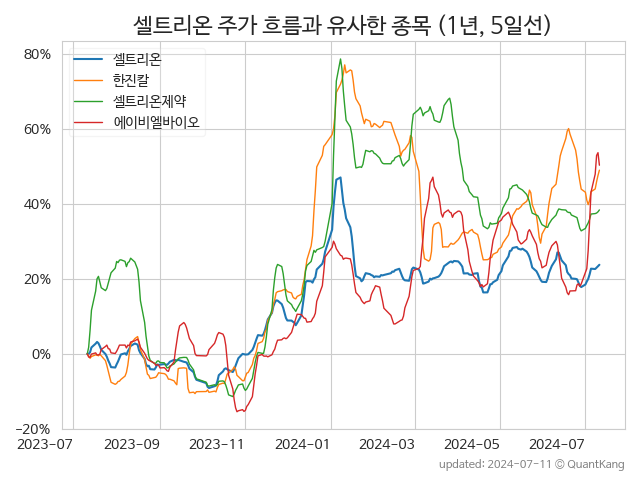 셀트리온 주가 흐름과 유사한 종목 (1년, 5일선)
셀트리온
한진칼
셀트리온제약
에이비엘바이오
80%
60%
40%
20%
0%
−20%
2023-07 2023-09 2023-11 2024-01 2024-03 2024-05 2024-07
updated: 2024-07-11 © QuantKang